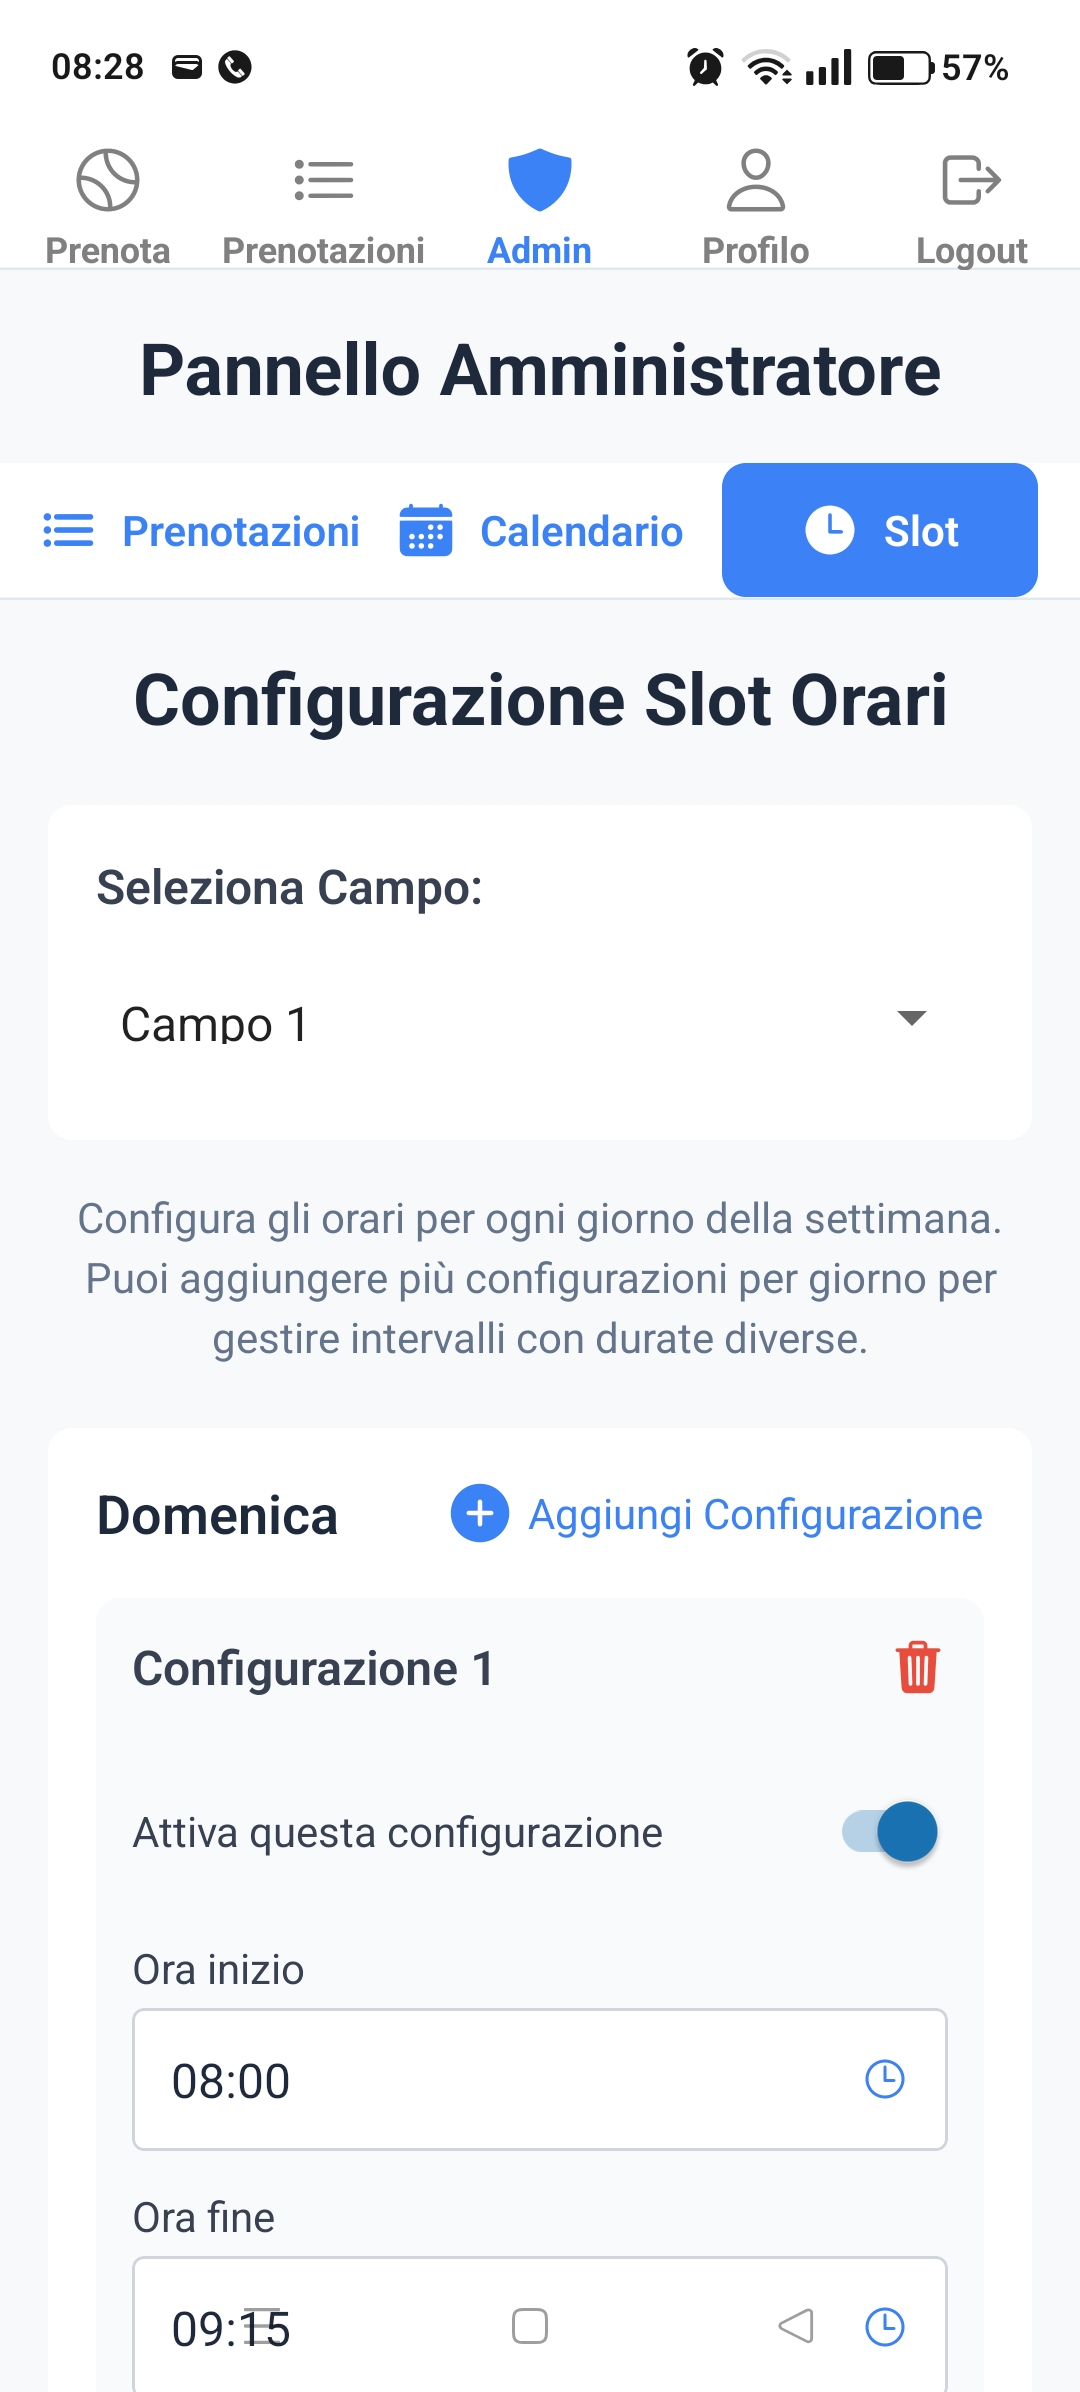 08:28
57%
Prenota Prenotazioni Admin Profilo Logout
Pannello Amministratore
Prenotazioni Calendario Slot
Configurazione Slot Orari
Seleziona Campo:
Campo 1
Configura gli orari per ogni giorno della settimana.
Puoi aggiungere più configurazioni per giorno per
gestire intervalli con durate diverse.
Domenica Aggiungi Configurazione
Configurazione 1
Attiva questa configurazione
Ora inizio
08:00
Ora fine
09:15